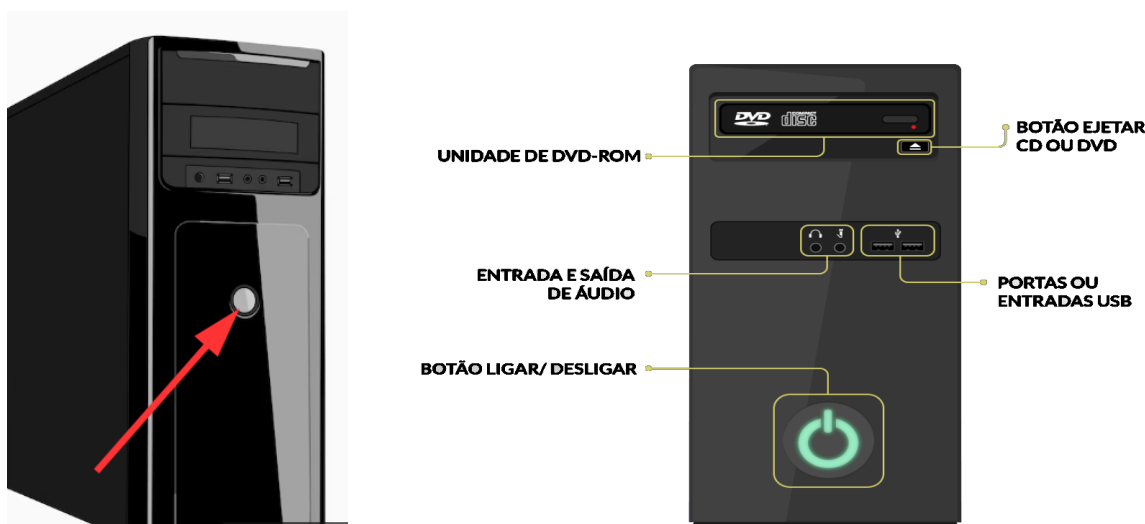 DVD
COMPACT
disc
UNIDADE DE DVD-ROM
BOTÃO EJETAR
CD OU DVD
ENTRADA E SAÍDA
DE ÁUDIO
PORTAS OU
ENTRADAS USB
BOTÃO LIGAR/ DESLIGAR